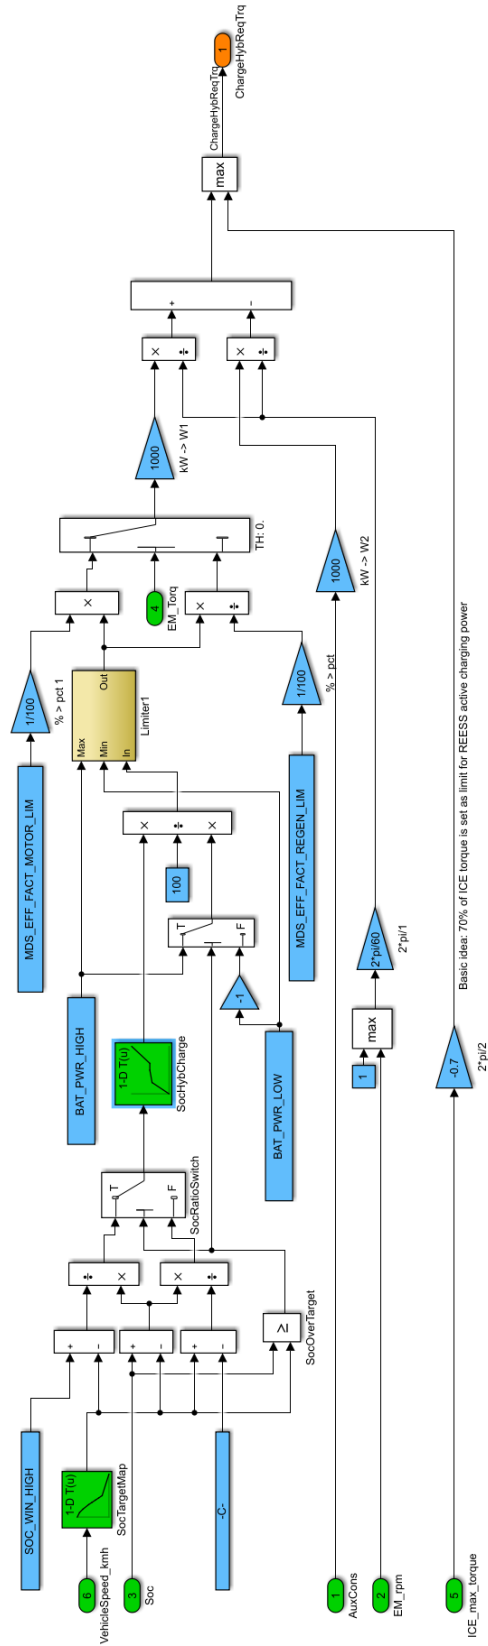 SOC_WIN_HIGH
6
VehicleSpeed_kmh
1-D T(u)
SocTargetMap
3
Soc
-C-
+
−
+
−
+
−
÷
×
×
÷
≥
SocOverTarget
T
F
SocRatioSwitch
1-D T(u)
SocHybCharge
BAT_PWR_HIGH
BAT_PWR_LOW
-1
T
F
100
×
÷
×
MDS_EFF_FACT_MOTOR_LIM
1/100
% > pct 1
Max
Min
In
Out
Limiter1
MDS_EFF_FACT_REGEN_LIM
1/100
% > pct
×
×
÷
4
EM_Torq
TH: 0.
1000
kW -> W1
1
AuxCons
1000
kW -> W2
2
EM_rpm
1
max
2*pi/60
2*pi/1
×
÷
×
÷
+
−
5
ICE_max_torque
-0.7
2*pi/2
Basic idea: 70% of ICE torque is set as limit for REESS active charging power
max
ChargeHybReqTrq
1
ChargeHybReqTrq